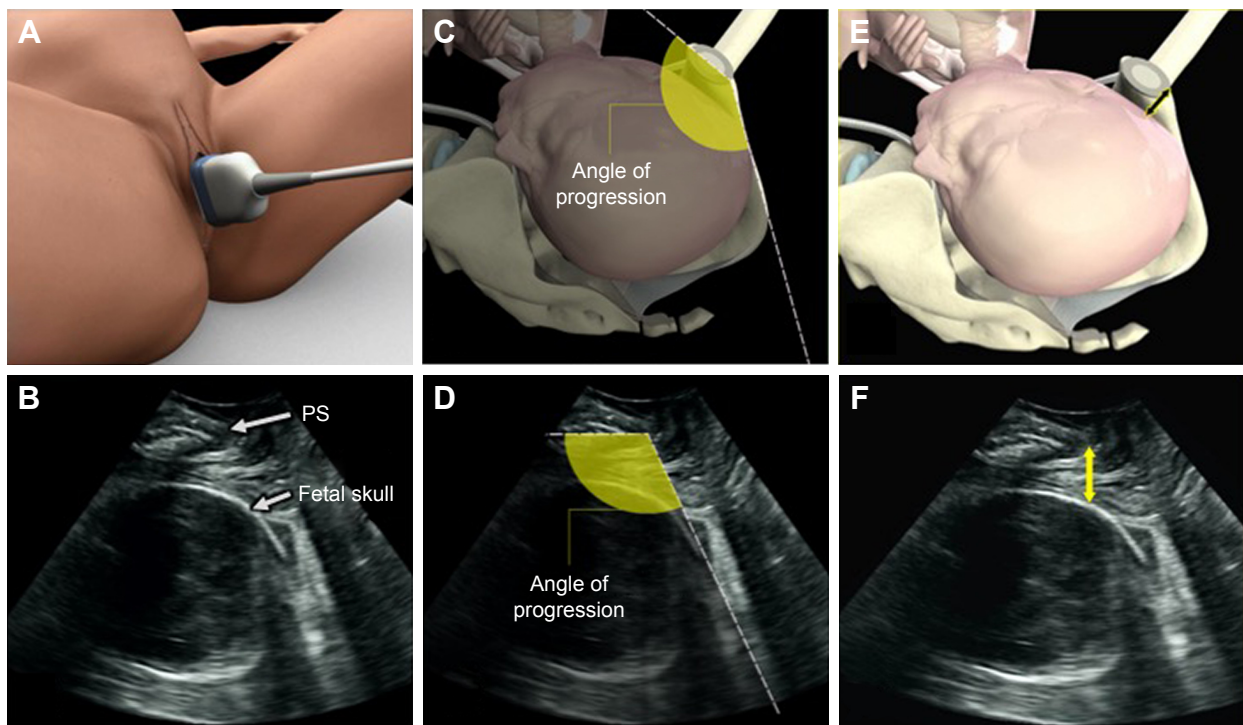 A
C
Angle of
progression
E
B
PS
Fetal skull
D
Angle of
progression
F